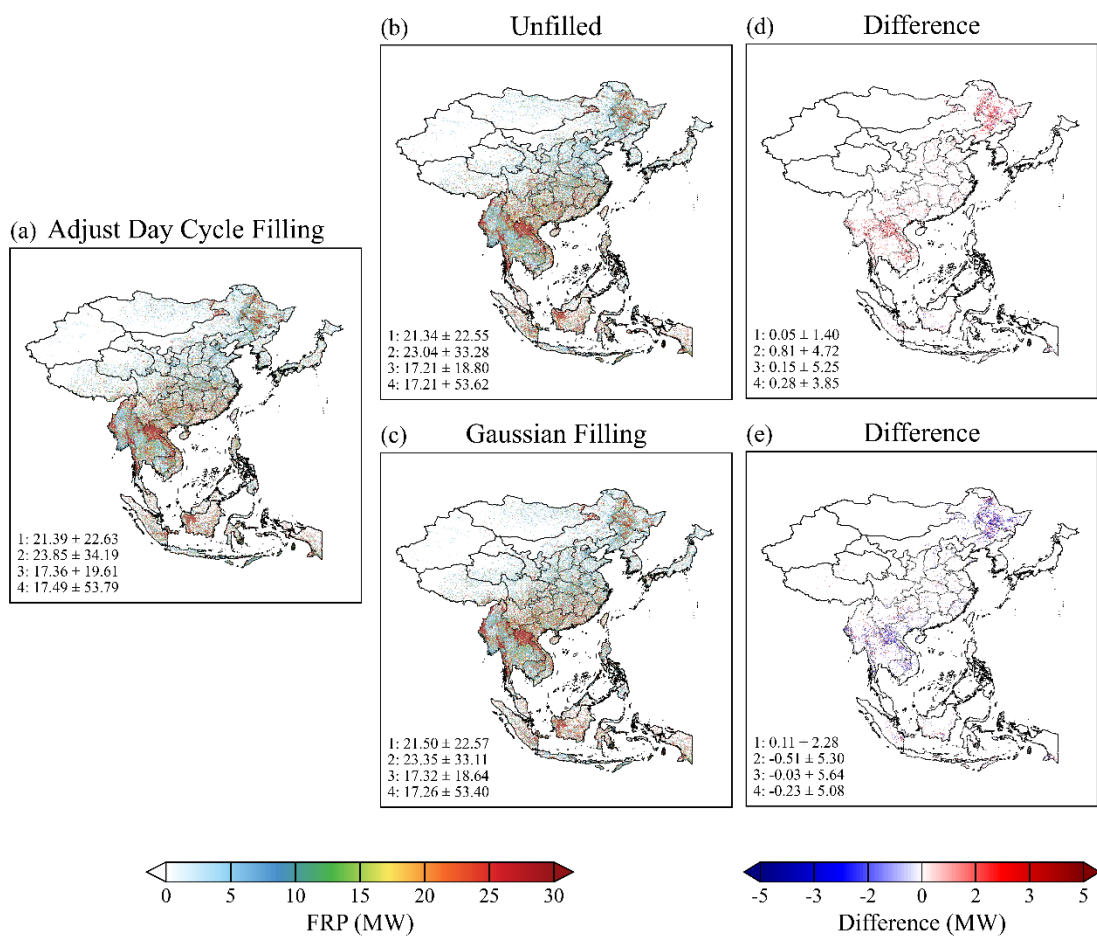 (a) Adjust Day Cycle Filling
1: 21.39 + 22.63
2: 23.85 ± 34.19
3: 17.36 + 19.61
4: 17.49 ± 53.79
(b) Unfilled
1: 21.34 ± 22.55
2: 23.04 ± 33.28
3: 17.21 ± 18.80
4: 17.21 + 53.62
(d) Difference
1: 0.05 ± 1.40
2: 0.81 + 4.72
3: 0.15 ± 5.25
4: 0.28 ± 3.85
(c) Gaussian Filling
1: 21.50 ± 22.57
2: 23.35 ± 33.11
3: 17.32 ± 18.64
4: 17.26 ± 53.40
(e) Difference
1: 0.11 − 2.28
2: -0.51 ± 5.30
3: -0.03 + 5.64
4: -0.23 ± 5.08
0 5 10 15 20 25 30
FRP (MW)
-5 -3 -2 0 2 3 5
Difference (MW)